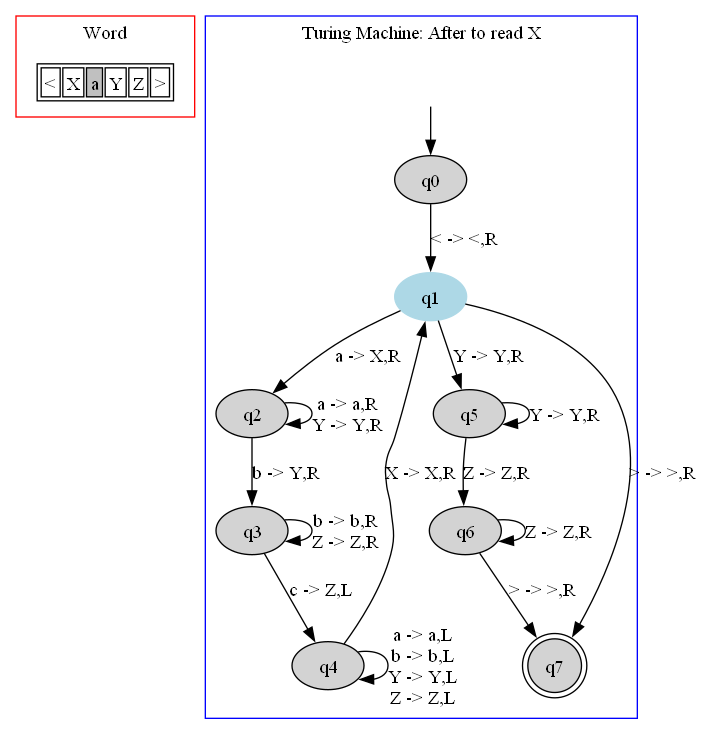 Word
< X a Y Z >
Turing Machine: After to read X
q0
< -> <,R
q1
a -> X,R
Y -> Y,R
q2
a -> a,R
Y -> Y,R
q5
Y -> Y,R
b -> Y,R
X -> X,R
Z -> Z,R
> -> >,R
q3
b -> b,R
Z -> Z,R
q6
Z -> Z,R
c -> Z,L
> -> >,R
q4
a -> a,L
b -> b,L
Y -> Y,L
Z -> Z,L
q7